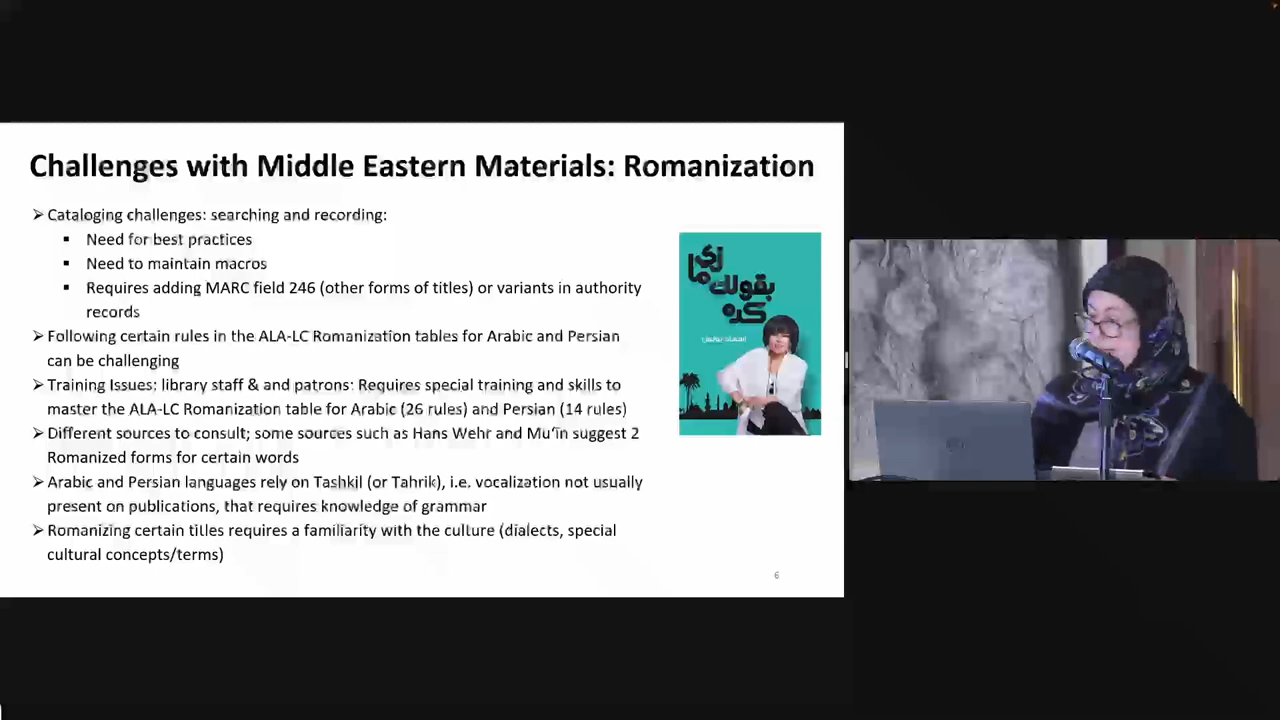 Challenges with Middle Eastern Materials: Romanization
Cataloging challenges: searching and recording:
Need for best practices
Need to maintain macros
Requires adding MARC field 246 (other forms of titles) or variants in authority
records
Following certain rules in the ALA-LC Romanization tables for Arabic and Persian
can be challenging
Training Issues: library staff & and patrons: Requires special training and skills to
master the ALA-LC Romanization table for Arabic (26 rules) and Persian (14 rules)
Different sources to consult; some sources such as Hans Wehr and Mu'in suggest 2
Romanized forms for certain words
Arabic and Persian languages rely on Tashkil (or Tahrik), i.e. vocalization not usually
present on publications, that requires knowledge of grammar
Romanizing certain titles requires a familiarity with the culture (dialects, special
cultural concepts/terms)
زي
ما
بقولك
كده
6